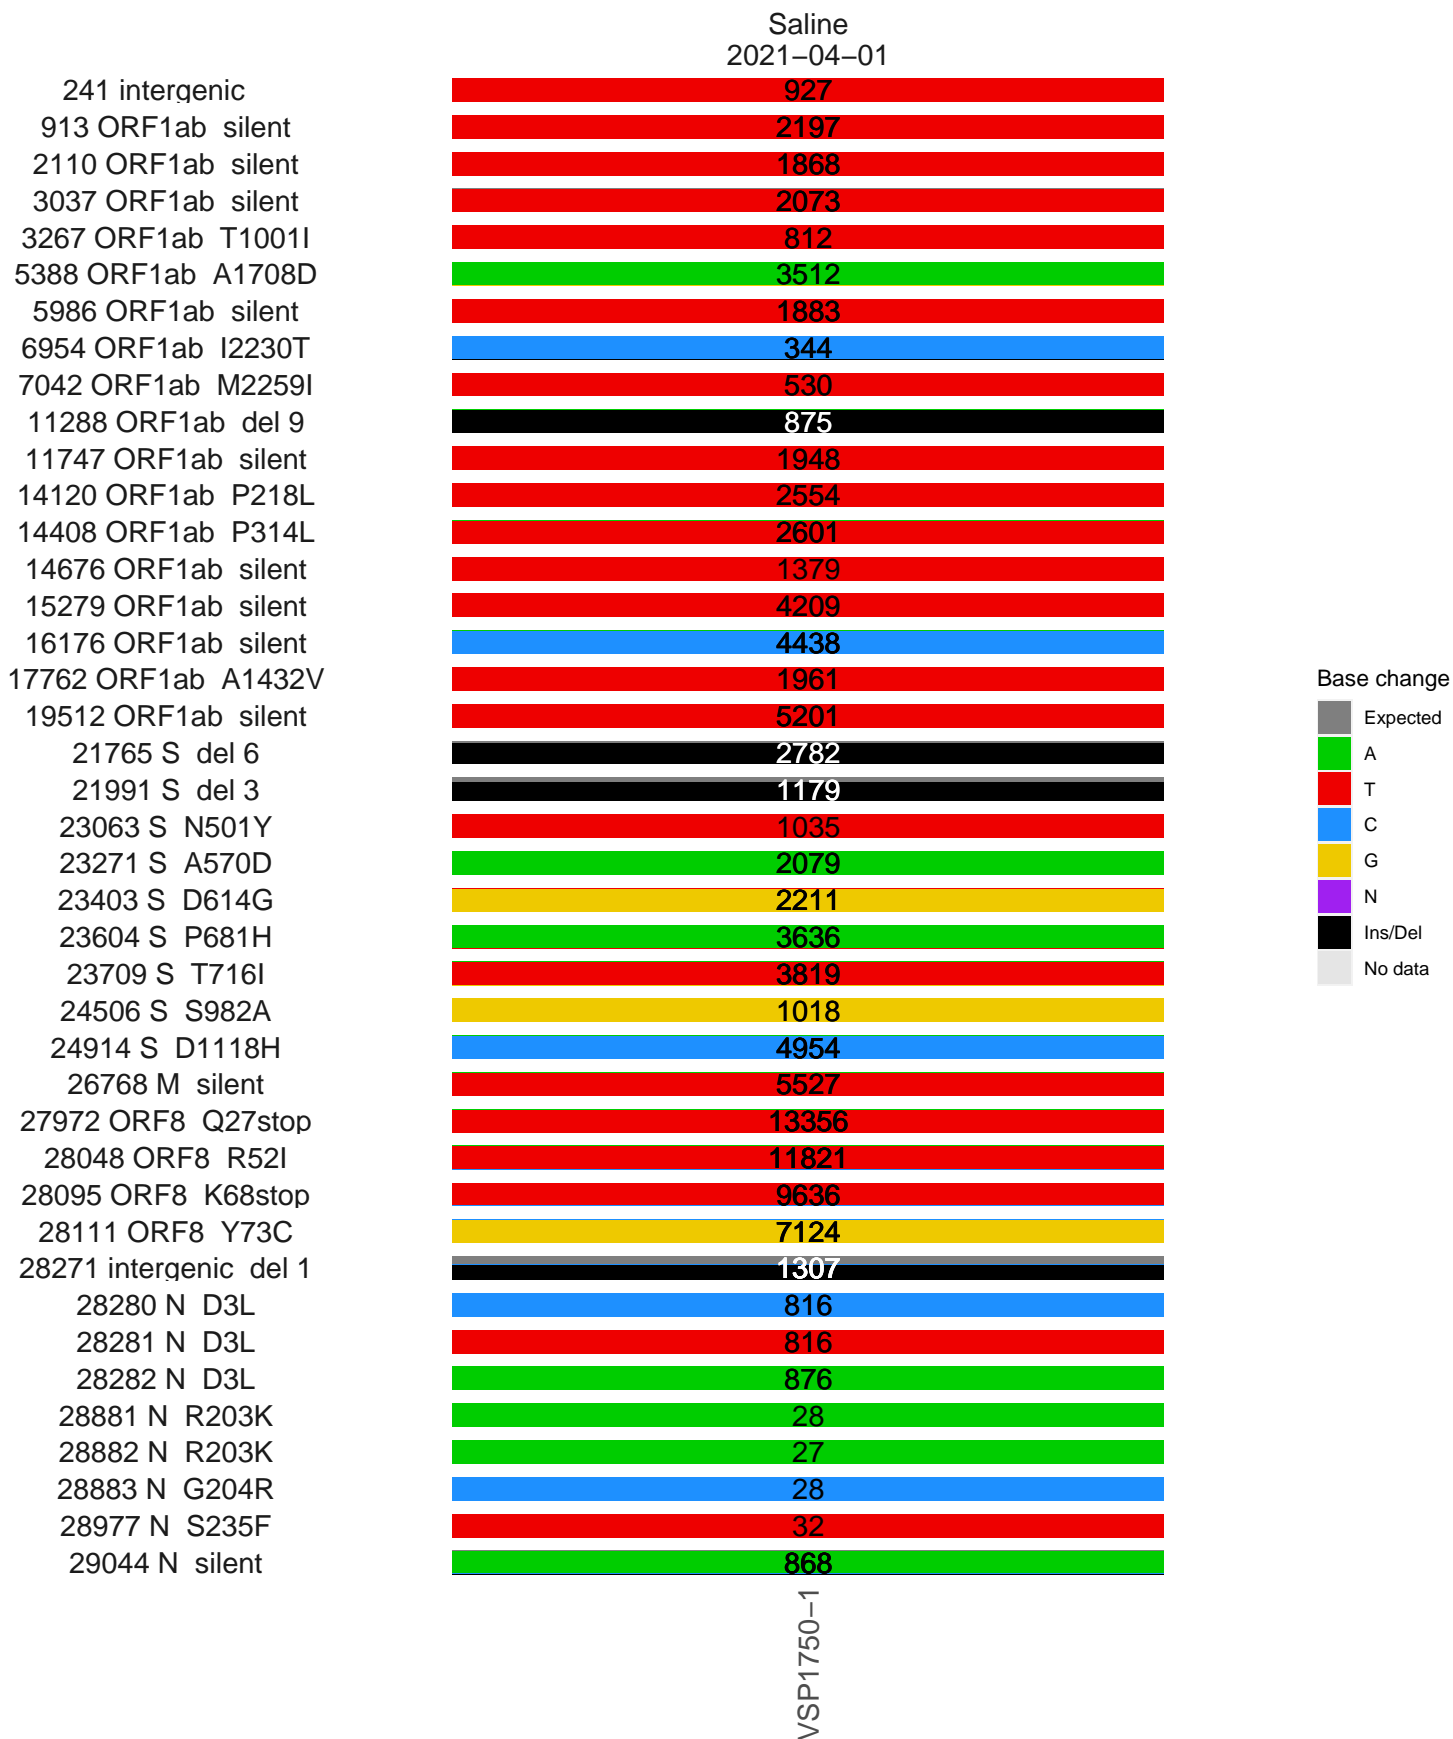 Saline
2021−04−01
241 intergenic 927
913 ORF1ab silent 2197
2110 ORF1ab silent 1868
3037 ORF1ab silent 2073
3267 ORF1ab T1001I 812
5388 ORF1ab A1708D 3512
5986 ORF1ab silent 1883
6954 ORF1ab I2230T 344
7042 ORF1ab M2259I 530
11288 ORF1ab del 9 875
11747 ORF1ab silent 1948
14120 ORF1ab P218L 2554
14408 ORF1ab P314L 2601
14676 ORF1ab silent 1379
15279 ORF1ab silent 4209
16176 ORF1ab silent 4438
17762 ORF1ab A1432V 1961
19512 ORF1ab silent 5201
21765 S del 6 2782
21991 S del 3 1179
23063 S N501Y 1035
23271 S A570D 2079
23403 S D614G 2211
23604 S P681H 3636
23709 S T716I 3819
24506 S S982A 1018
24914 S D1118H 4954
26768 M silent 5527
27972 ORF8 Q27stop 13356
28048 ORF8 R52I 11821
28095 ORF8 K68stop 9636
28111 ORF8 Y73C 7124
28271 intergenic del 1 1307
28280 N D3L 816
28281 N D3L 816
28282 N D3L 876
28881 N R203K 28
28882 N R203K 27
28883 N G204R 28
28977 N S235F 32
29044 N silent 868
VSP1750−1
Base change
Expected
A
T
C
G
N
Ins/Del
No data